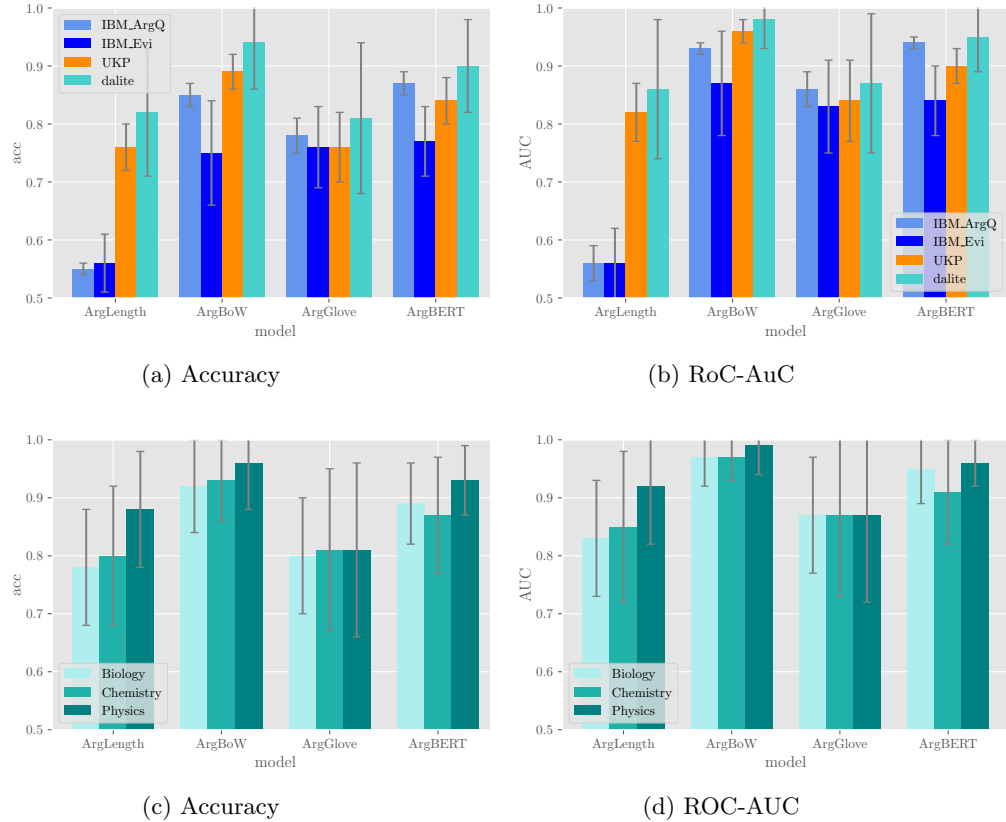 1.0
0.9
0.8
0.7
0.6
0.5
acc
IBM_ArgQ
IBM_Evi
UKP
dalite
ArgLength ArgBoW ArgGlove ArgBERT
model
(a) Accuracy
1.0
0.9
0.8
0.7
0.6
0.5
AUC
IBM_ArgQ
IBM_Evi
UKP
dalite
ArgLength ArgBoW ArgGlove ArgBERT
model
(b) RoC-AuC
1.0
0.9
0.8
0.7
0.6
0.5
acc
Biology
Chemistry
Physics
ArgLength ArgBoW ArgGlove ArgBERT
model
(c) Accuracy
1.0
0.9
0.8
0.7
0.6
0.5
AUC
Biology
Chemistry
Physics
ArgLength ArgBoW ArgGlove ArgBERT
model
(d) ROC-AUC